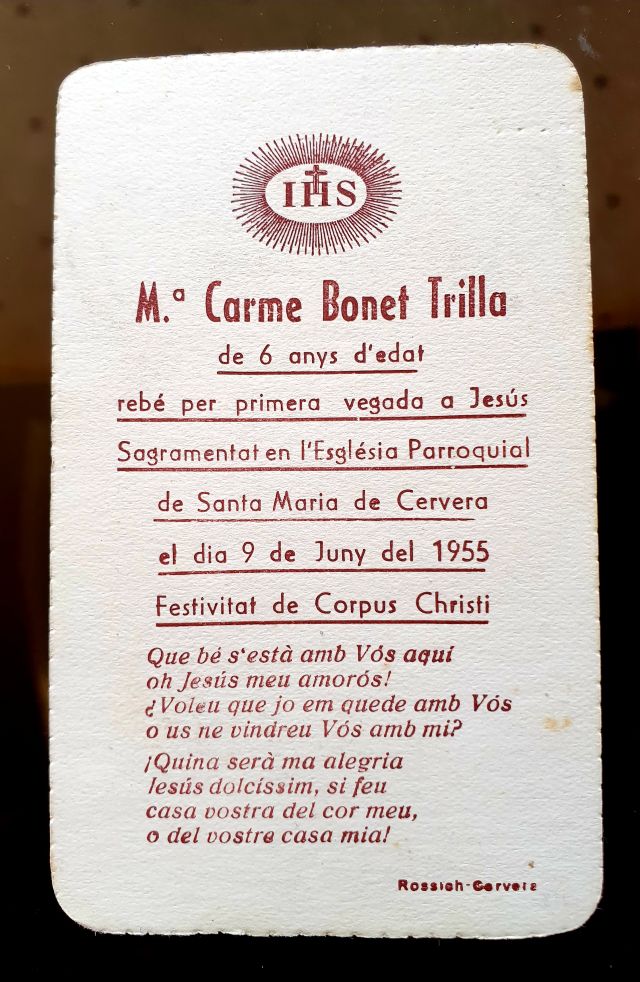 IHS
M.ª Carme Bonet Trilla
de 6 anys d'edat
rebé per primera vegada a Jesús
Sagramentat en l'Església Parroquial
de Santa Maria de Cervera
el dia 9 de Juny del 1955
Festivitat de Corpus Christi
Que bé s'està amb Vós aquí
oh Jesús meu amorós!
¿Voleu que jo em quede amb Vós
o us ne vindreu Vós amb mi?
¡Quina serà ma alegria
Jesús dolcíssim, si feu
casa vostra del cor meu,
o del vostre casa mia!
Rossich-Cervera